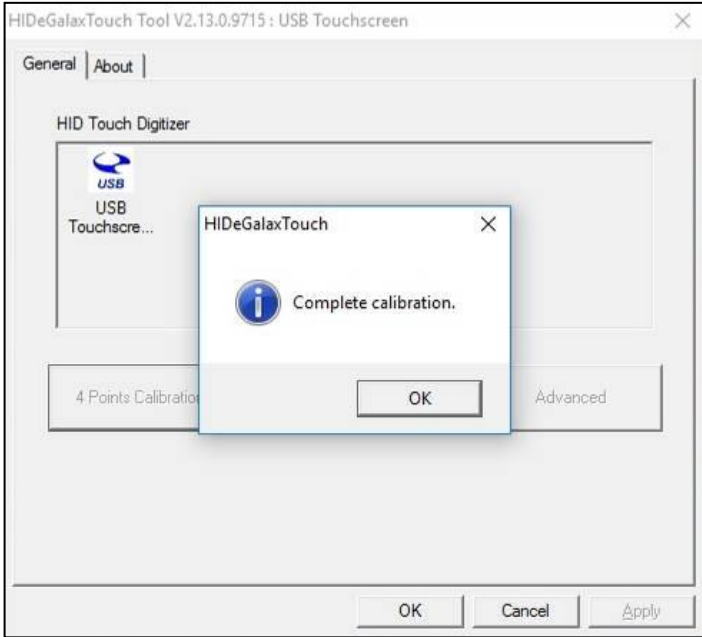 HIDeGalaxTouch Tool V2.13.0.9715 : USB Touchscreen
General
About
HID Touch Digitizer
USB
USB
Touchscre...
HIDeGalaxTouch
Complete calibration.
OK
4 Points Calibration
Advanced
OK
Cancel
Apply